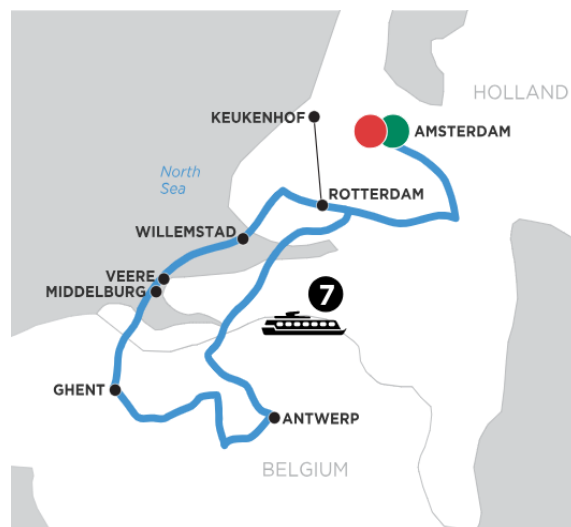 HOLLAND
KEUKENHOF
AMSTERDAM
North
Sea
ROTTERDAM
WILLEMSTAD
VEERE
MIDDELBURG
7
GHENT
ANTWERP
BELGIUM